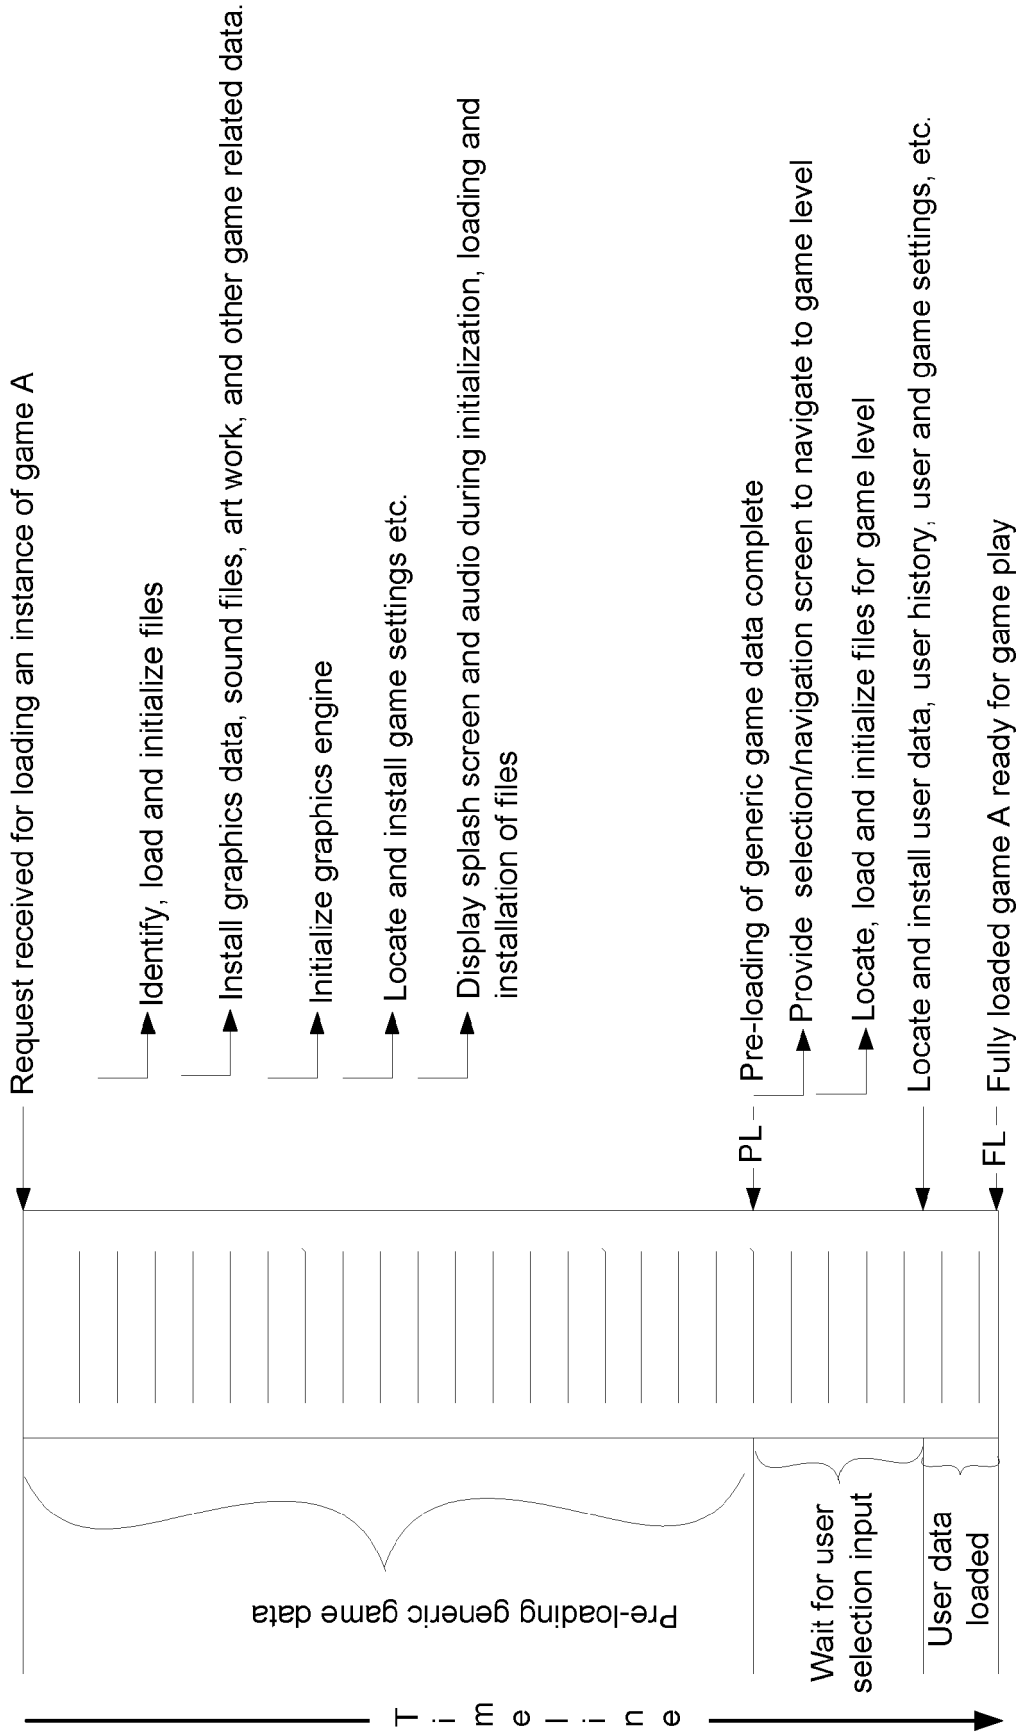 Request received for loading an instance of game A
Identify, load and initialize files
Install graphics data, sound files, art work, and other game related data.
Initialize graphics engine
Locate and install game settings etc.
Display splash screen and audio during initialization, loading and
installation of files
PL
Pre-loading of generic game data complete
Provide selection/navigation screen to navigate to game level
Locate, load and initialize files for game level
Locate and install user data, user history, user and game settings, etc.
FL
Fully loaded game A ready for game play
Pre-loading generic game data
Wait for user
selection input
User data
loaded
Timeline